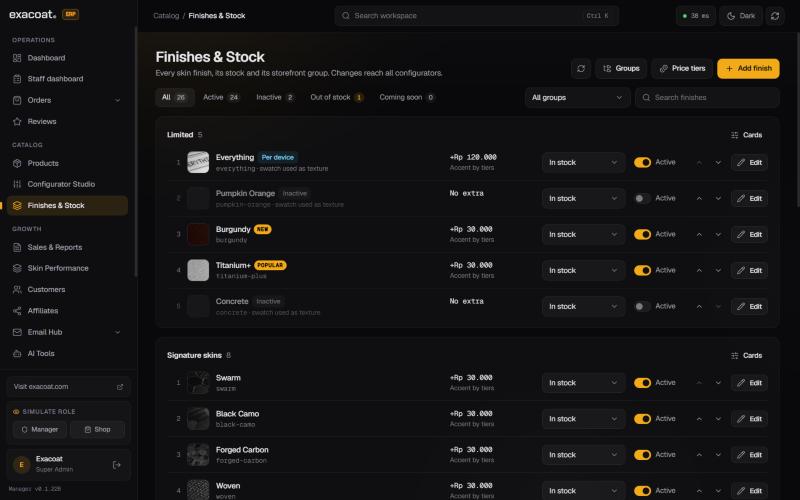 exacoat. ERP
OPERATIONS
Dashboard
Staff dashboard
Orders
Reviews
CATALOG
Products
Configurator Studio
Finishes & Stock
GROWTH
Sales & Reports
Skin Performance
Customers
Affiliates
Email Hub
AI Tools
Visit exacoat.com
SIMULATE ROLE
Manager Shop
E Exacoat
Super Admin
Manager v0.1.226
Catalog / Finishes & Stock
Search workspace Ctrl K
38 ms
Dark
Finishes & Stock
Every skin finish, its stock and its storefront group. Changes reach all configurators.
Groups
Price tiers
+ Add finish
All 26 Active 24 Inactive 2 Out of stock 1 Coming soon 0
All groups
Search finishes
Limited 5 Cards
1 Everything Per device +Rp 120.000 In stock Active Edit
everything · swatch used as texture Accent by tiers
2 Pumpkin Orange Inactive No extra In stock Active Edit
pumpkin-orange · swatch used as texture
3 Burgundy NEW +Rp 30.000 In stock Active Edit
burgundy Accent by tiers
4 Titanium+ POPULAR +Rp 30.000 In stock Active Edit
titanium-plus Accent by tiers
5 Concrete Inactive No extra In stock Active Edit
concrete · swatch used as texture
Signature skins 8 Cards
1 Swarm +Rp 30.000 In stock Active Edit
swarm Accent by tiers
2 Black Camo +Rp 30.000 In stock Active Edit
black-camo Accent by tiers
3 Forged Carbon +Rp 30.000 In stock Active Edit
forged-carbon Accent by tiers
4 Woven +Rp 30.000 In stock Active Edit
woven Accent by tiers